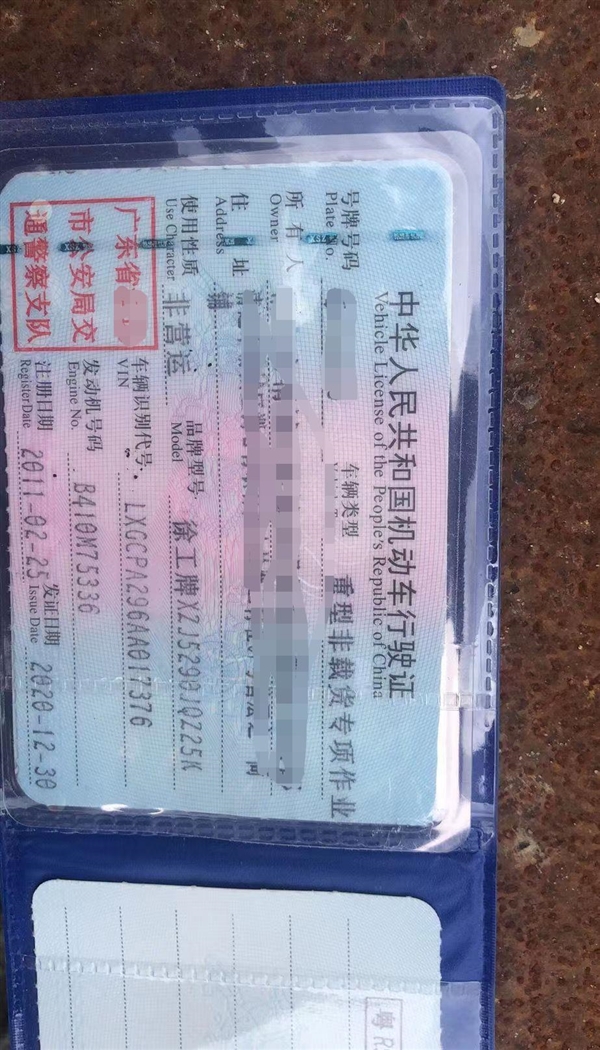 中华人民共和国机动车行驶证
Vehicle License of the People's Republic of China
号牌号码
Plate No.
车辆类型 重型非载货专项作业
所有人
Owner
住址
Address
使用性质 非营运
Use Character
品牌型号 徐工牌XZJ5290JQZ25K
Model
广东省
市公安局交
通警察支队
车辆识别代号 LXGCPA296AA017376
VIN
发动机号码 B410M75336
Engine No.
注册日期 2011-02-25 发证日期 2020-12-30
Register Date Issue Date
粤R